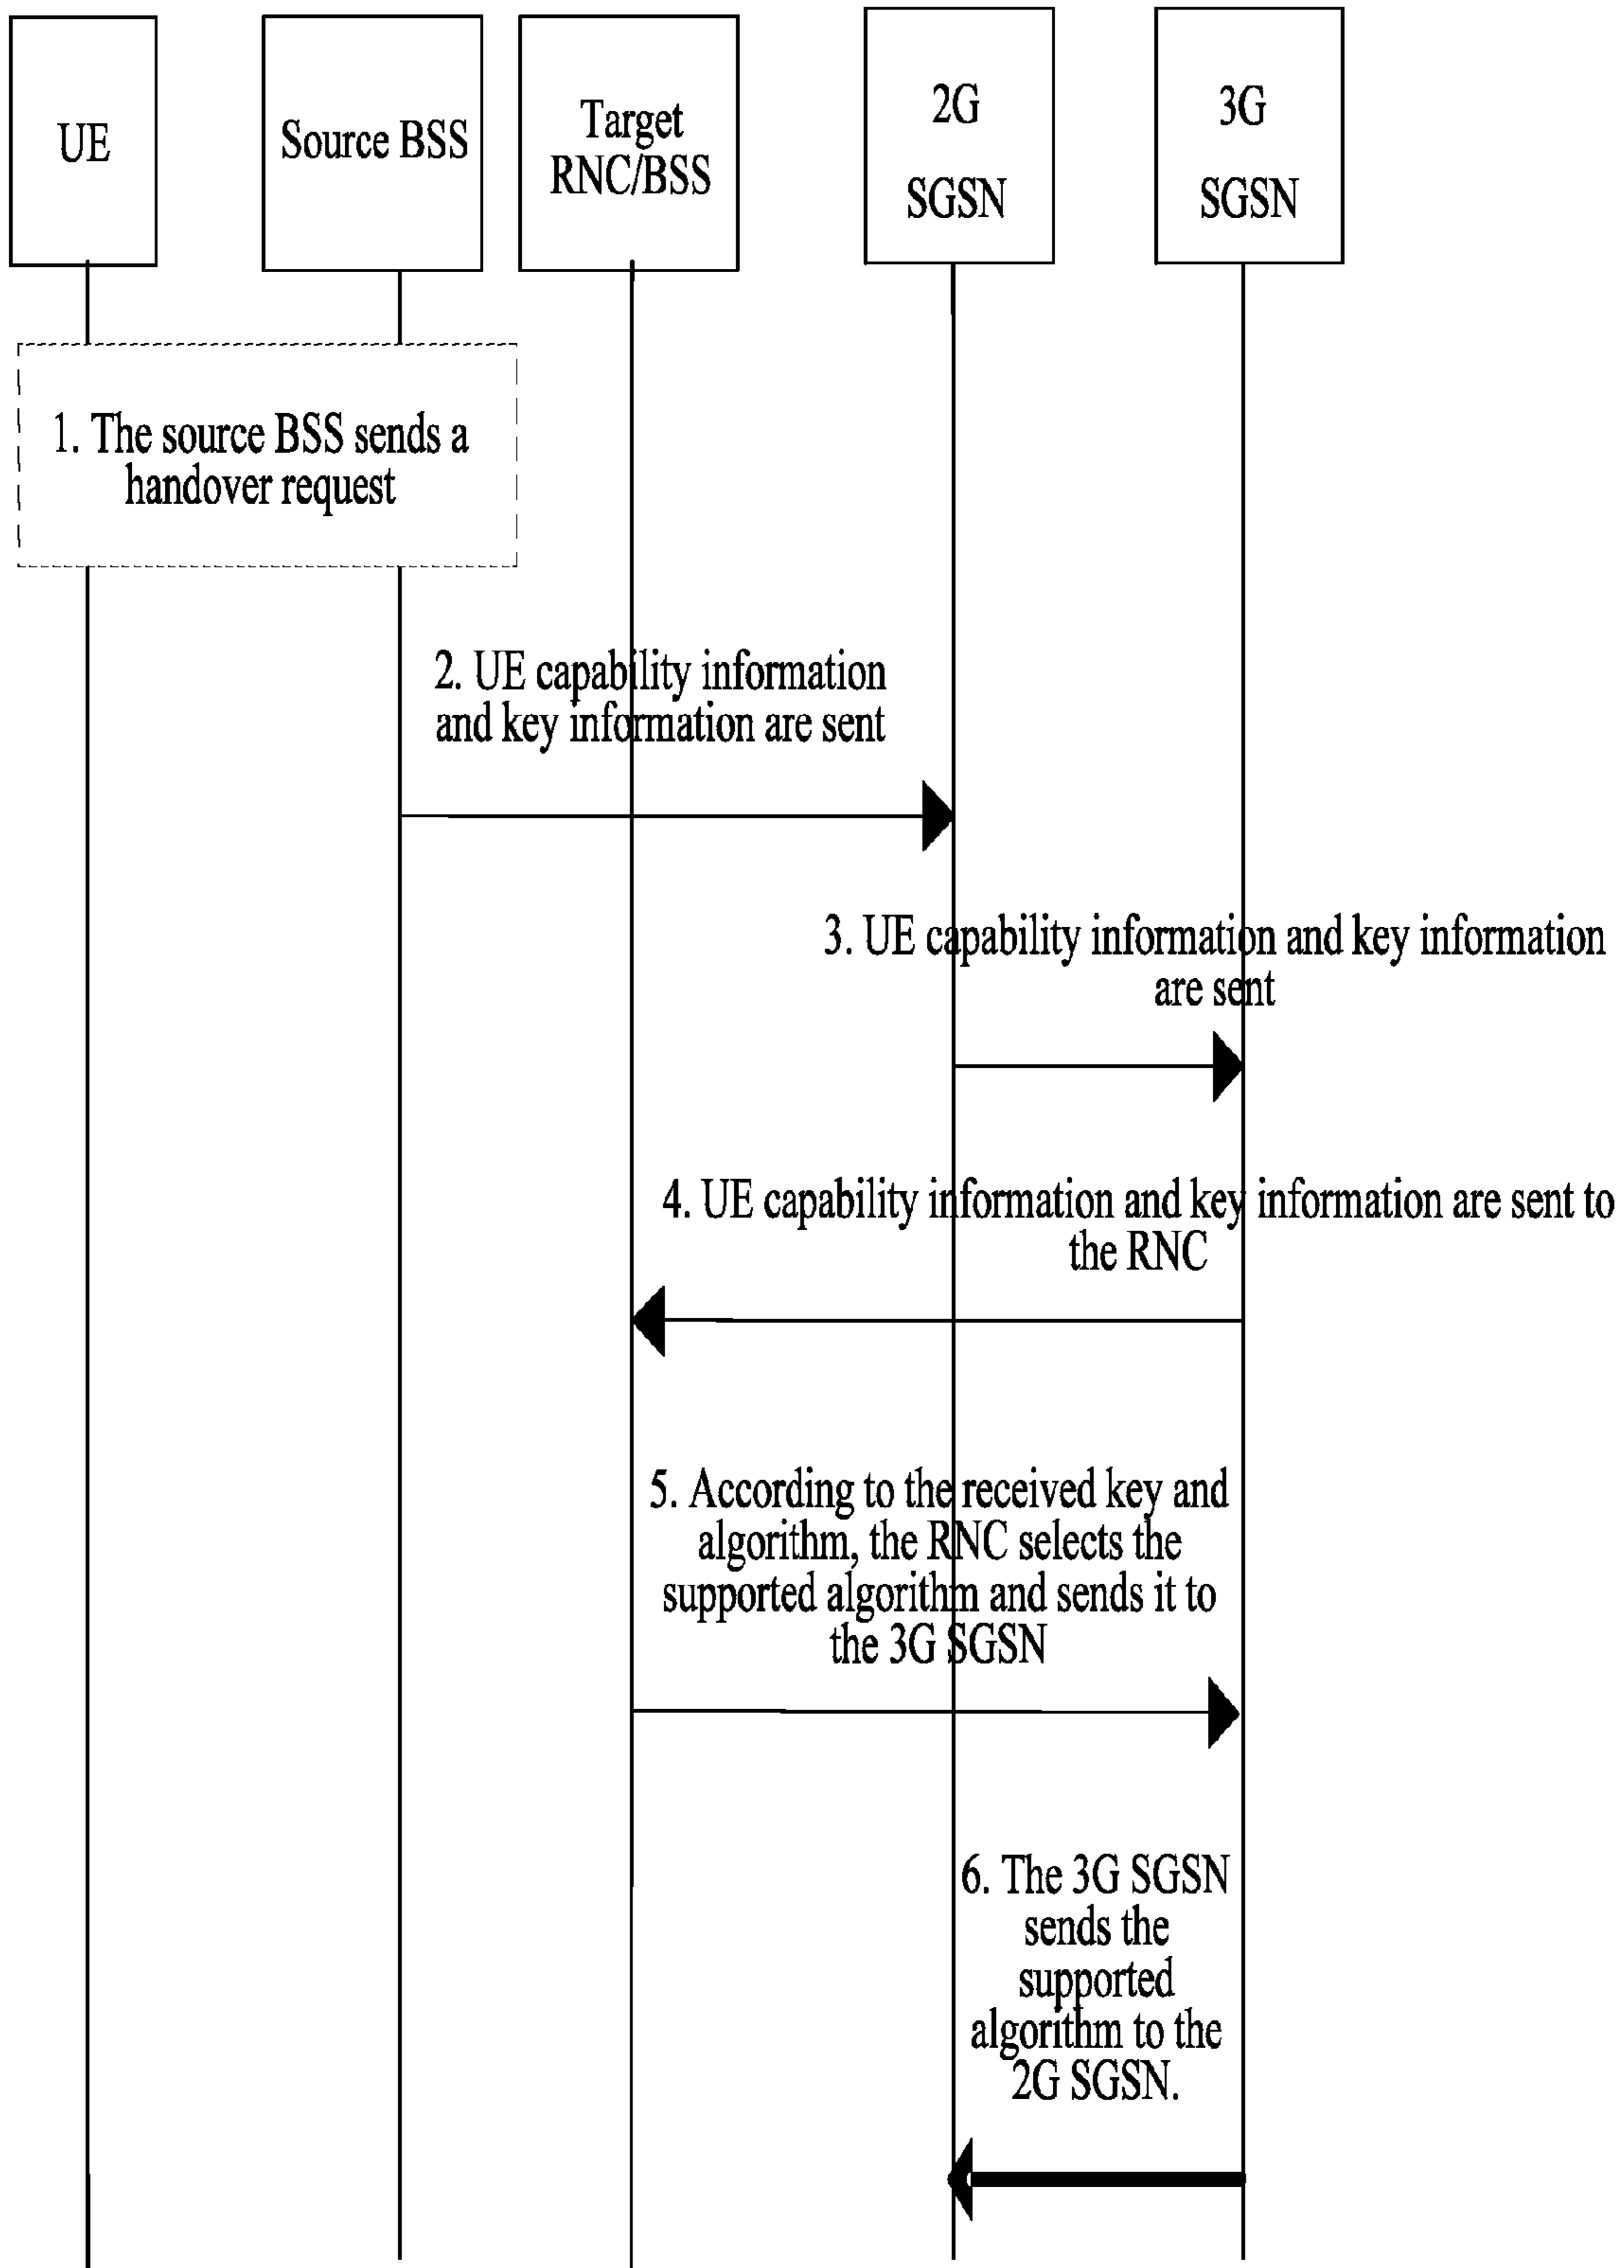 UE
Source BSS
Target
RNC/BSS
2G
SGSN
3G
SGSN
1. The source BSS sends a
handover request
2. UE capability information
and key information are sent
3. UE capability information and key information
are sent
4. UE capability information and key information are sent to
the RNC
5. According to the received key and
algorithm, the RNC selects the
supported algorithm and sends it to
the 3G SGSN
6. The 3G SGSN
sends the
supported
algorithm to the
2G SGSN.